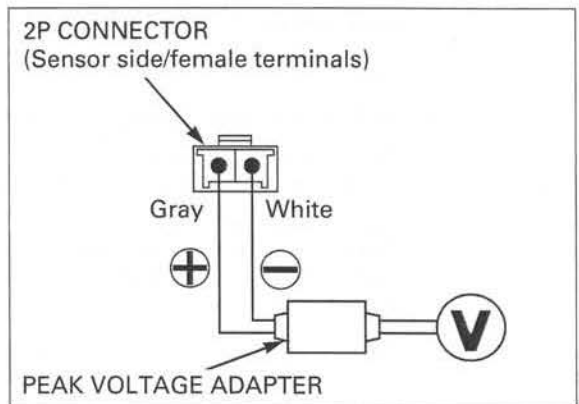 2P CONNECTOR
(Sensor side/female terminals)
Gray White
+ −
V
PEAK VOLTAGE ADAPTER